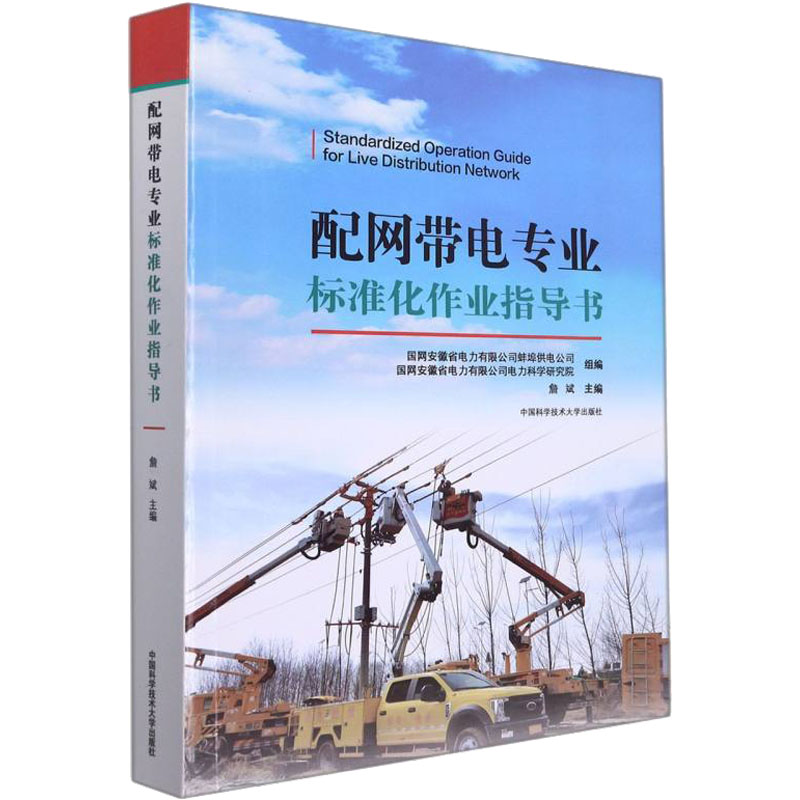 配网带电专业标准化作业指导书
詹 斌 主编
中国科学技术大学出版社
Standardized Operation Guide
for Live Distribution Network
配网带电专业
标准化作业指导书
国网安徽省电力有限公司蚌埠供电公司
国网安徽省电力有限公司电力科学研究院
组编
詹 斌 主编
中国科学技术大学出版社